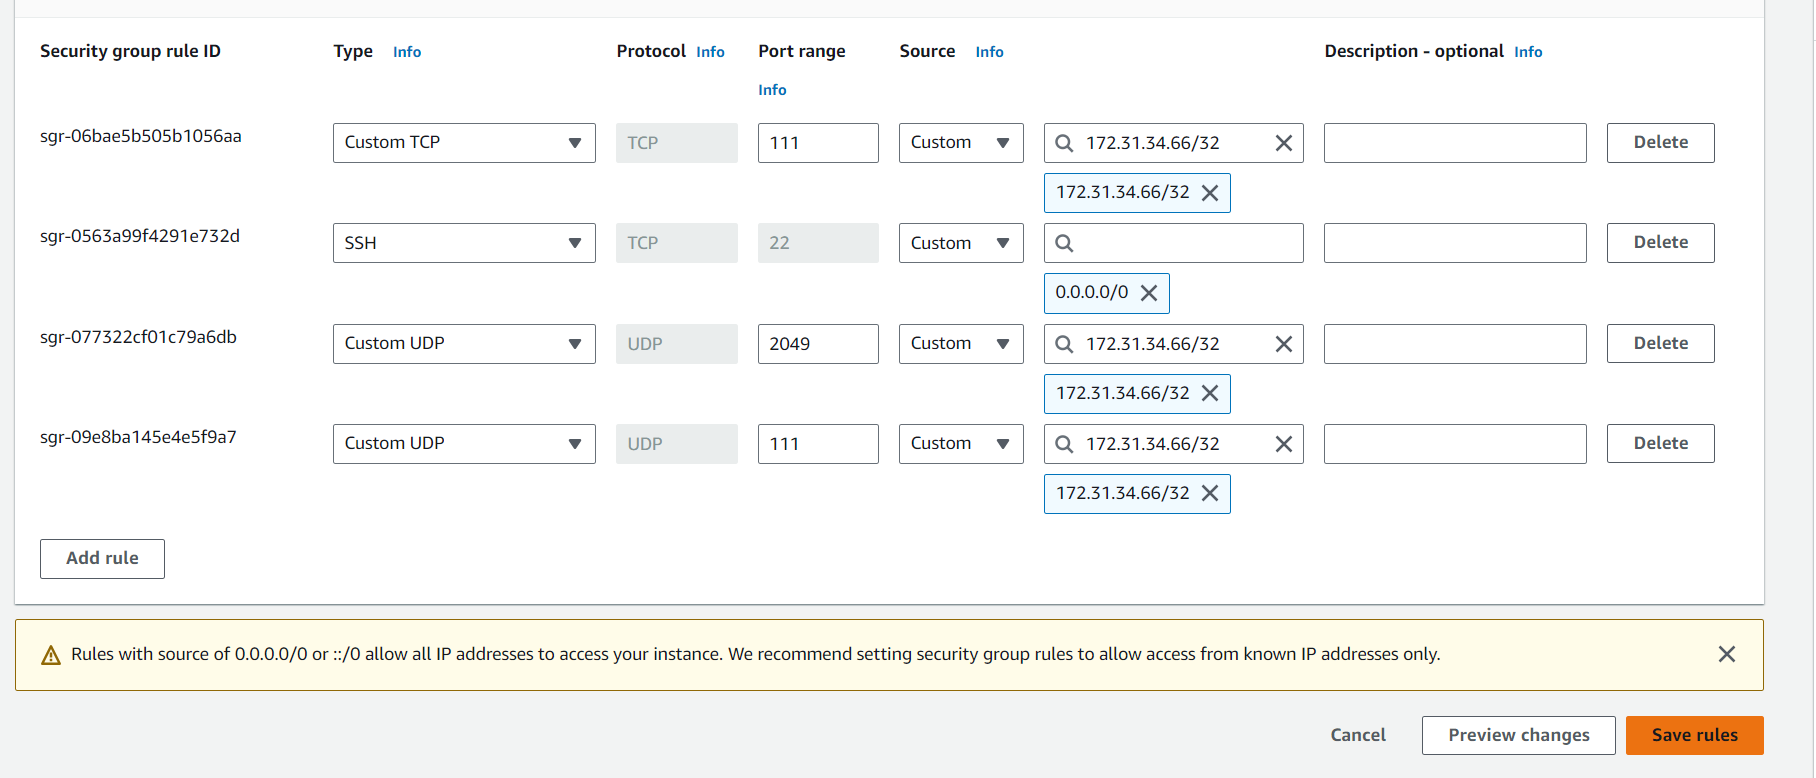 Security group rule ID Type Info Protocol Info Port range Source Info Description - optional Info
Info
sgr-06bae5b505b1056aa Custom TCP TCP 111 Custom 172.31.34.66/32 Delete
172.31.34.66/32
sgr-0563a99f4291e732d SSH TCP 22 Custom Delete
0.0.0.0/0
sgr-077322cf01c79a6db Custom UDP UDP 2049 Custom 172.31.34.66/32 Delete
172.31.34.66/32
sgr-09e8ba145e4e5f9a7 Custom UDP UDP 111 Custom 172.31.34.66/32 Delete
172.31.34.66/32
Add rule
Rules with source of 0.0.0.0/0 or ::/0 allow all IP addresses to access your instance. We recommend setting security group rules to allow access from known IP addresses only.
Cancel Preview changes Save rules